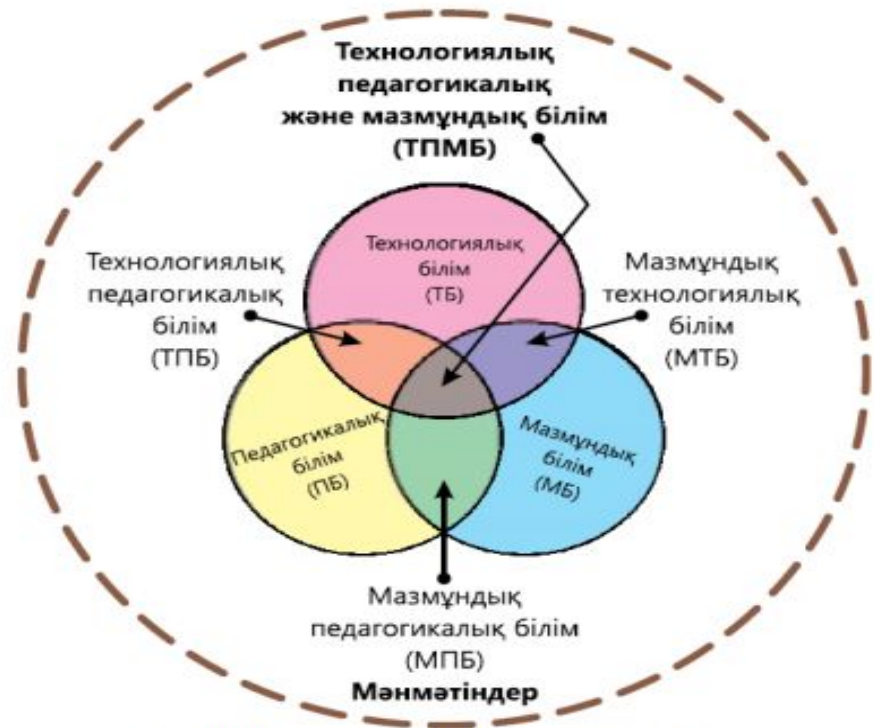 Технологиялық
педагогикалық
және мазмұндық білім
(ТПМБ)
Технологиялық
білім
(ТБ)
Технологиялық
педагогикалық
білім
(ТПБ)
Мазмұндық
технологиялық
білім
(МТБ)
Педагогикалық
білім
(ПБ)
Мазмұндық
білім
(МБ)
Мазмұндық
педагогикалық білім
(МПБ)
Мәнмәтіндер